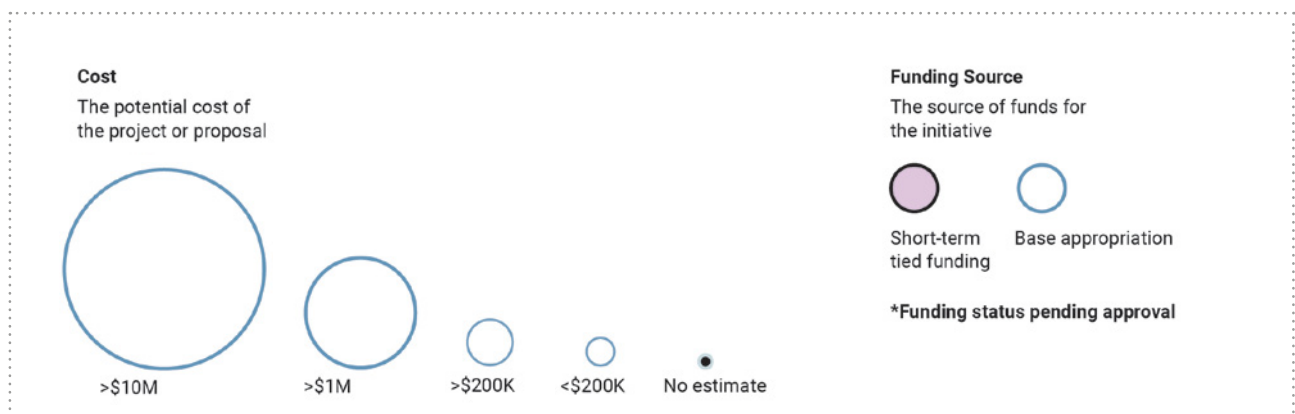 Cost
The potential cost of
the project or proposal
>$10M
>$1M
>$200K
<$200K
No estimate
Funding Source
The source of funds for
the initiative
Short-term
tied funding
Base appropriation
*Funding status pending approval